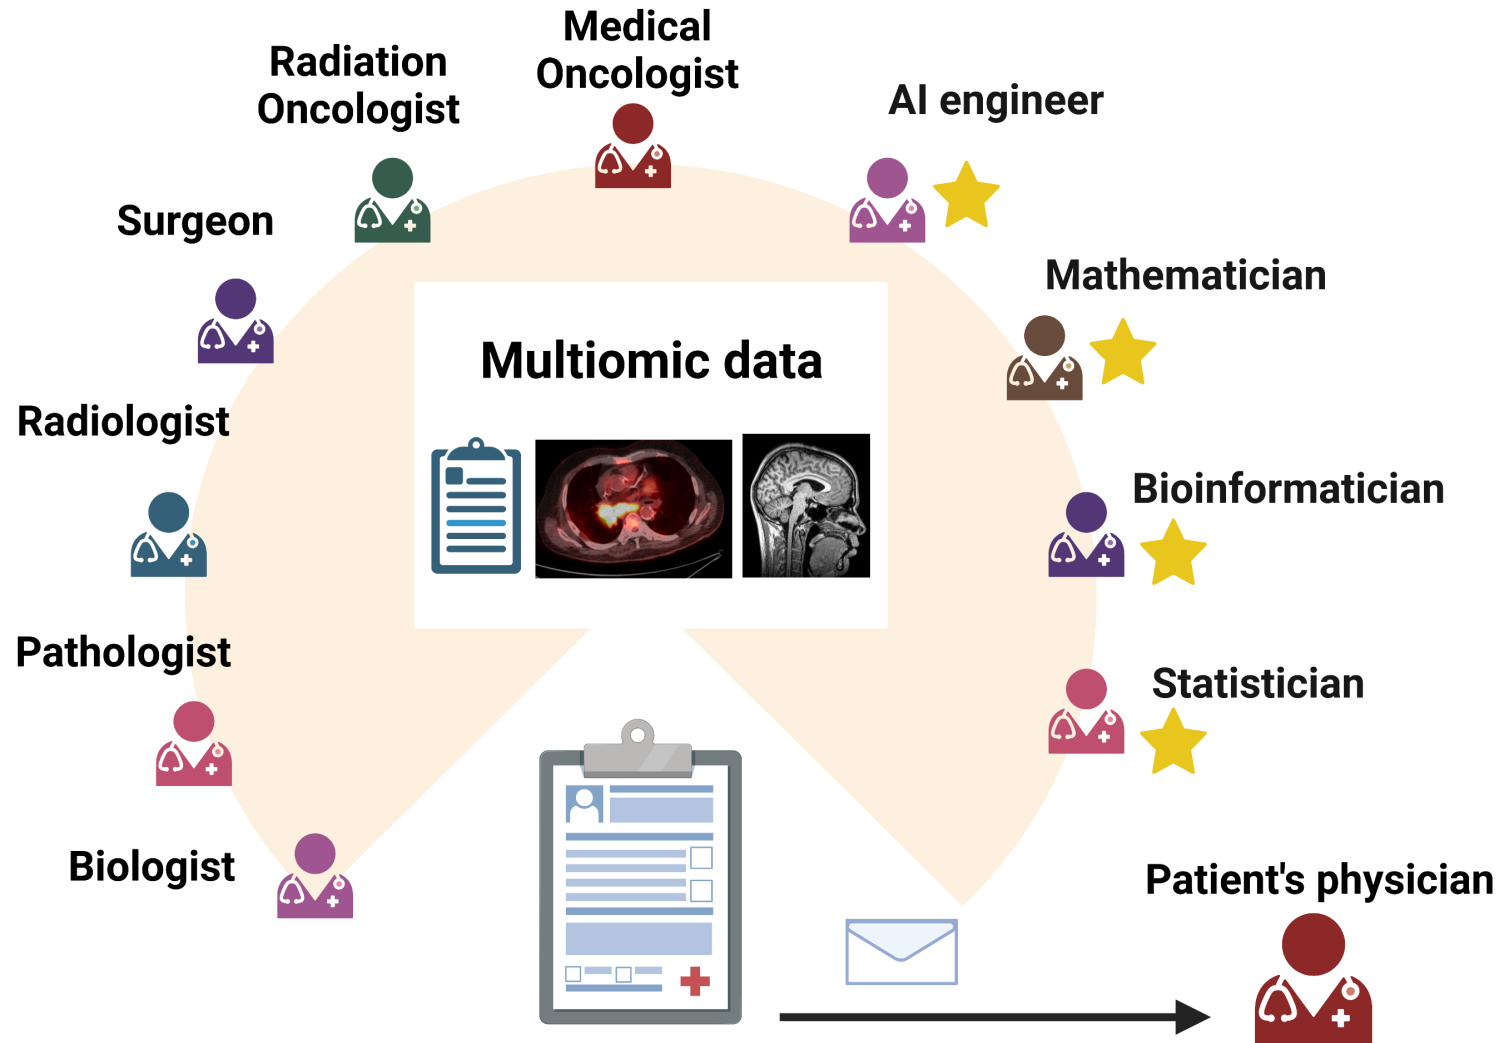 Medical
Oncologist
Radiation
Oncologist
AI engineer
Surgeon
Mathematician
Multiomic data
Radiologist
Bioinformatician
Pathologist
Statistician
Biologist
Patient's physician